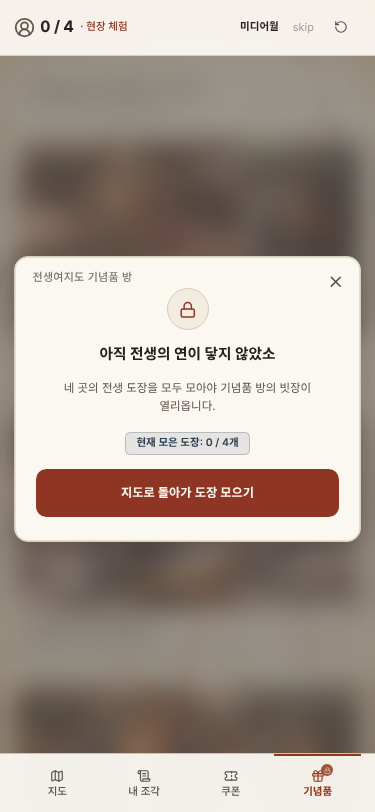 0 / 4 · 현장 체험 미디어월 skip
전생여지도 기념품 방
아직 전생의 연이 닿지 않았소
네 곳의 전생 도장을 모두 모아야 기념품 방의 빗장이
열리옵니다.
현재 모은 도장: 0 / 4개
지도로 돌아가 도장 모으기
지도 내 조각 쿠폰 기념품